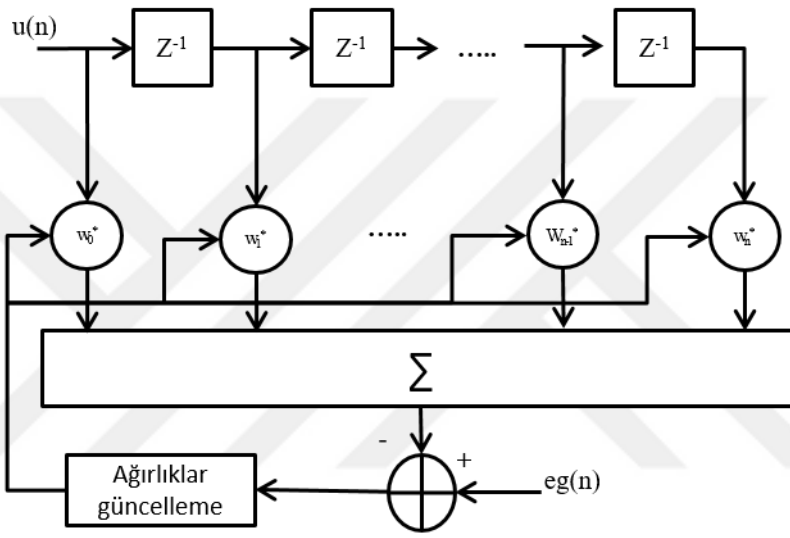 u(n)
Z⁻¹ Z⁻¹ ..... Z⁻¹
w₀* w₁* ..... Wₙ₋₁* wₙ*
∑
- +
Ağırlıklar
güncelleme
eg(n)